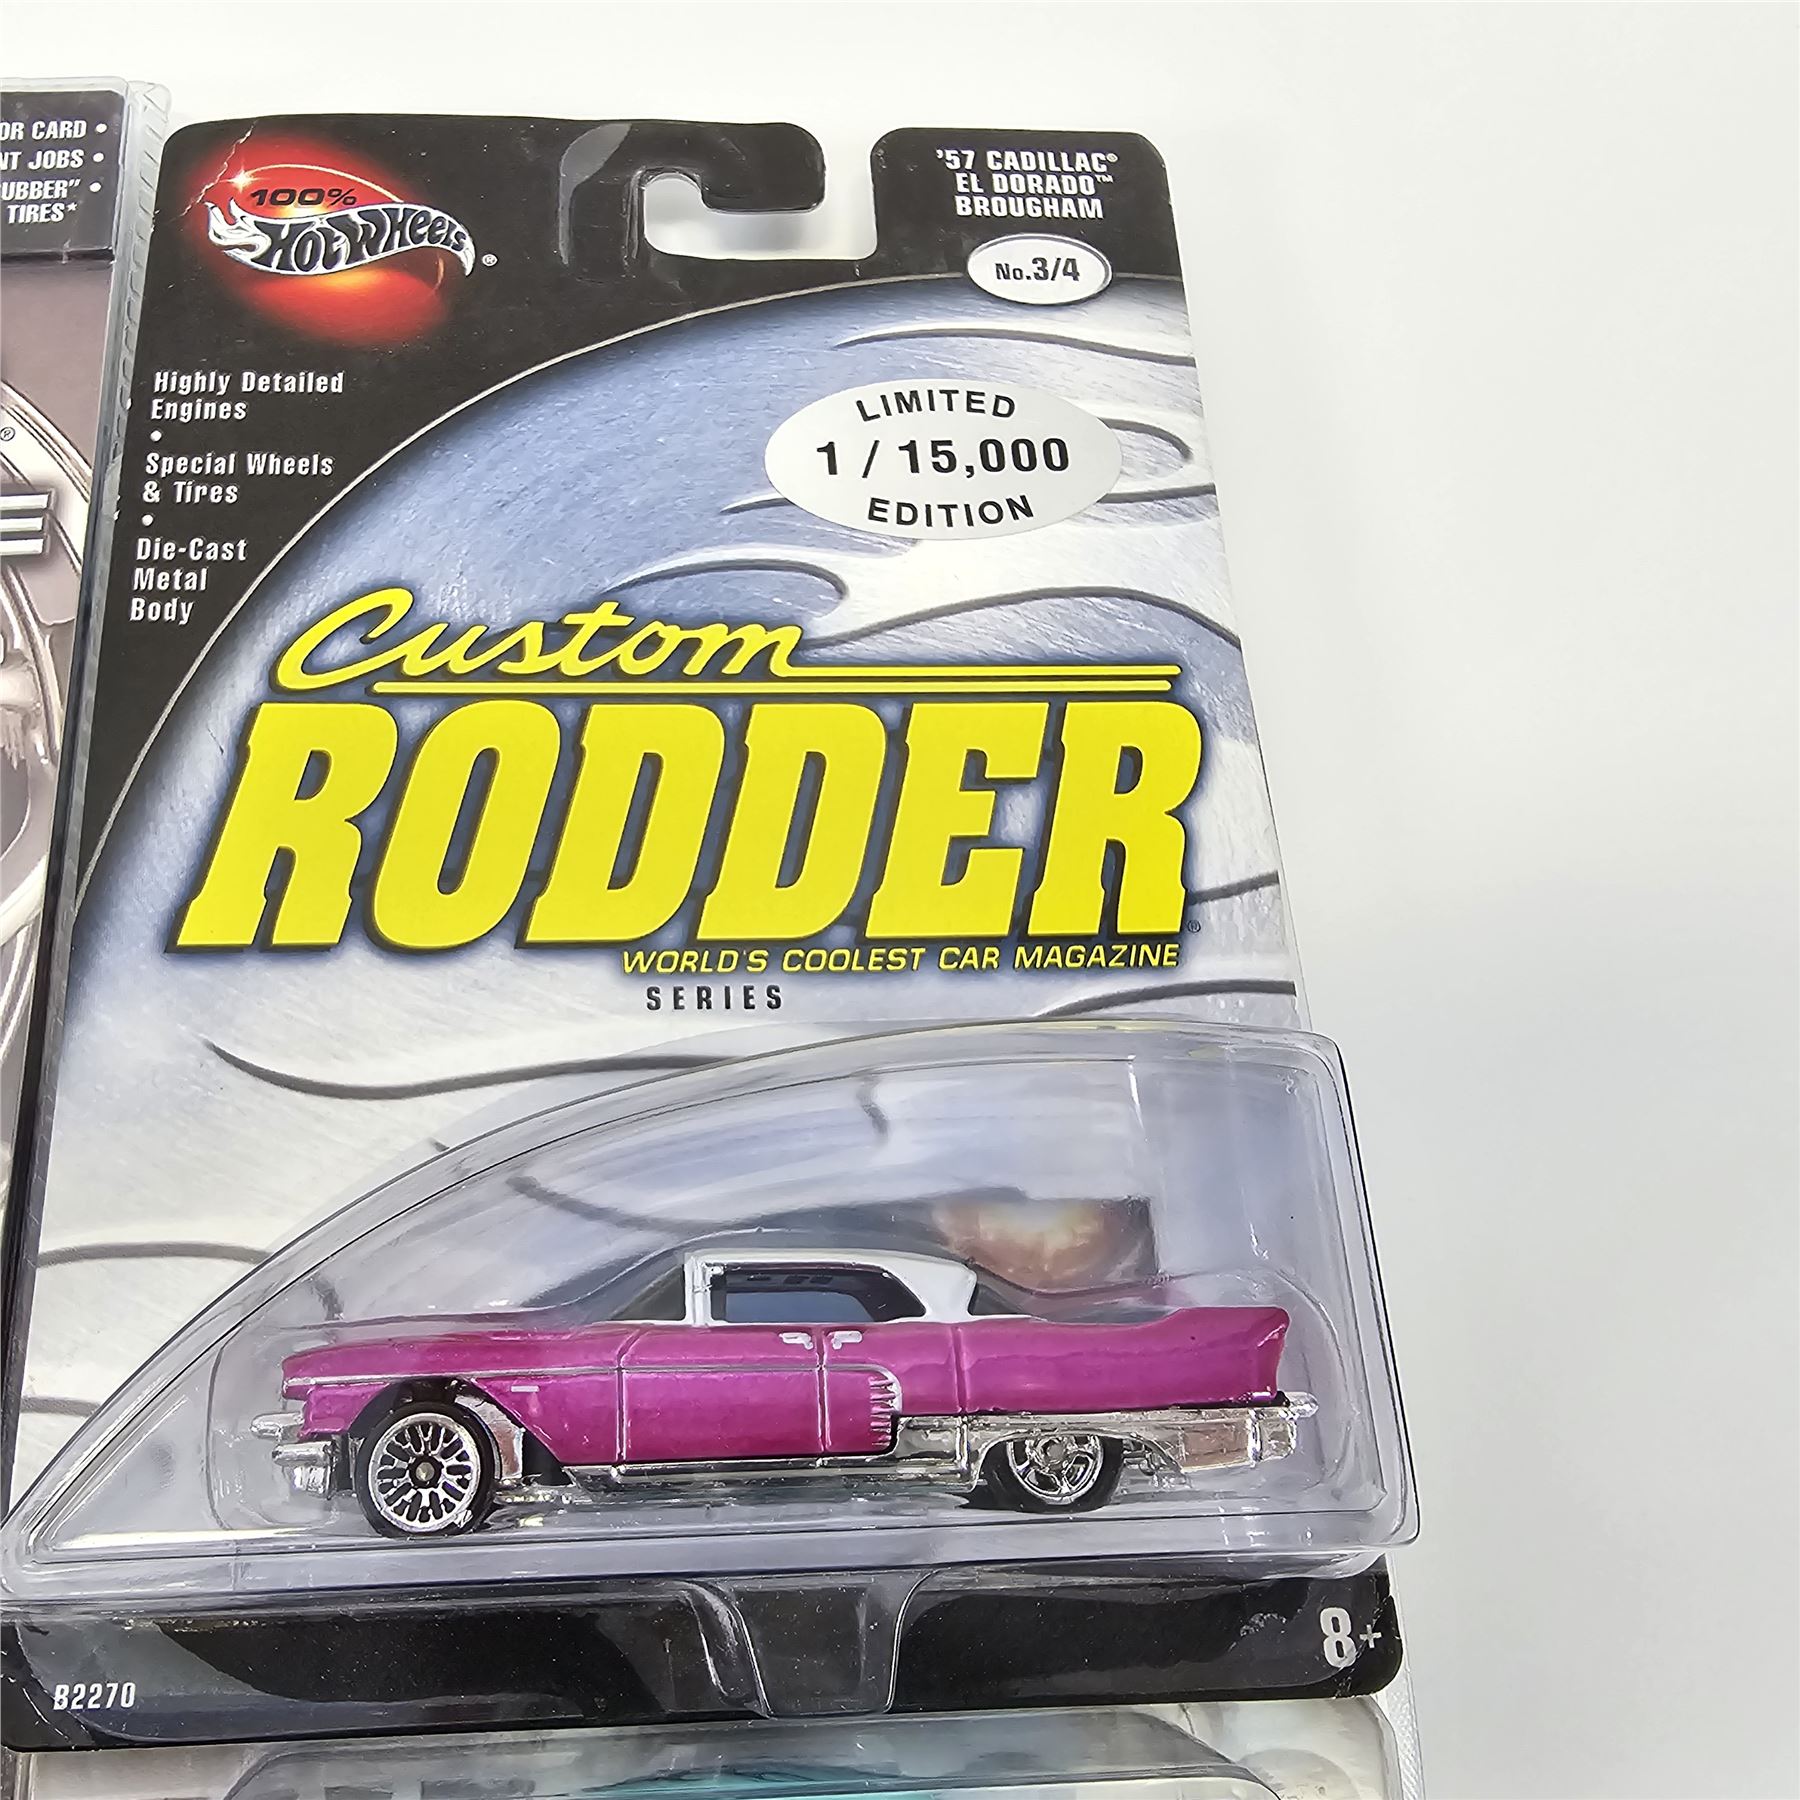 OR CARD •
NT JOBS •
UBBER" •
TIRES*
100%
Hot Wheels®
'57 CADILLAC®
EL DORADO™
BROUGHAM
No.3/4
Highly Detailed
Engines
•
Special Wheels
& Tires
•
Die-Cast
Metal
Body
LIMITED
1 / 15,000
EDITION
Custom
RODDER®
WORLD'S COOLEST CAR MAGAZINE
SERIES
8+
B2270